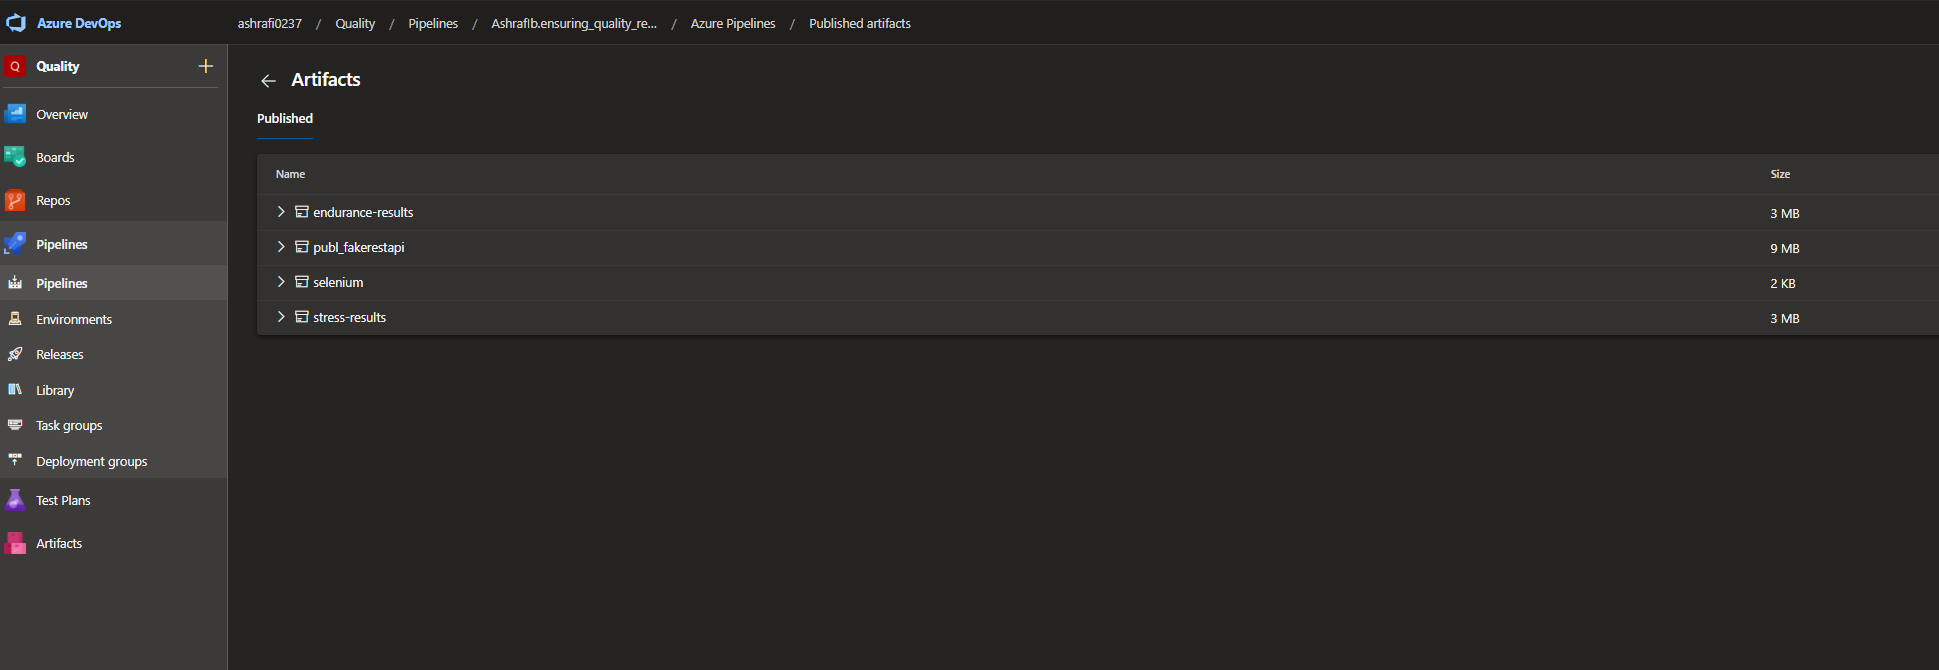 Azure DevOps
ashrafi0237 / Quality / Pipelines / AshrafIb.ensuring_quality_re... / Azure Pipelines / Published artifacts
Q Quality
Overview
Boards
Repos
Pipelines
Pipelines
Environments
Releases
Library
Task groups
Deployment groups
Test Plans
Artifacts
Artifacts
Published
Name Size
endurance-results 3 MB
publ_fakerestapi 9 MB
selenium 2 KB
stress-results 3 MB